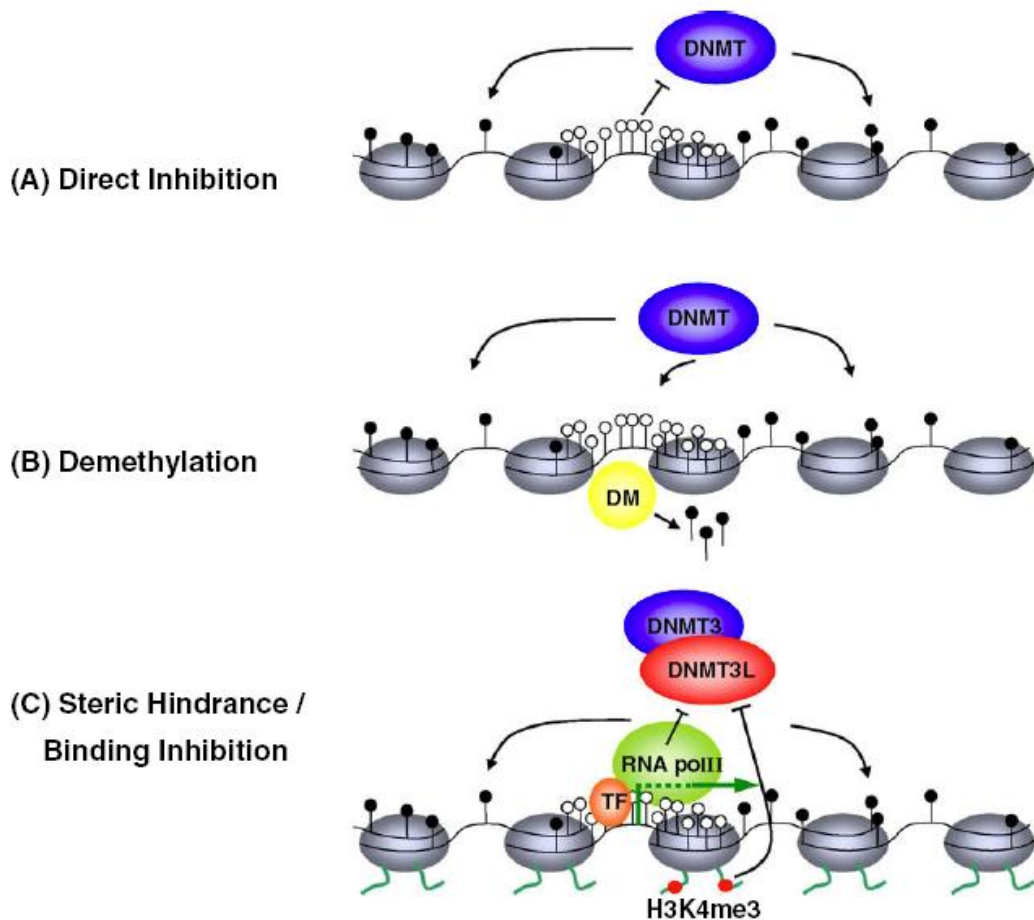 DNMT
(A) Direct Inhibition
DNMT
(B) Demethylation
DM
DNMT3
DNMT3L
(C) Steric Hindrance /
Binding Inhibition
RNA polII
TF
H3K4me3